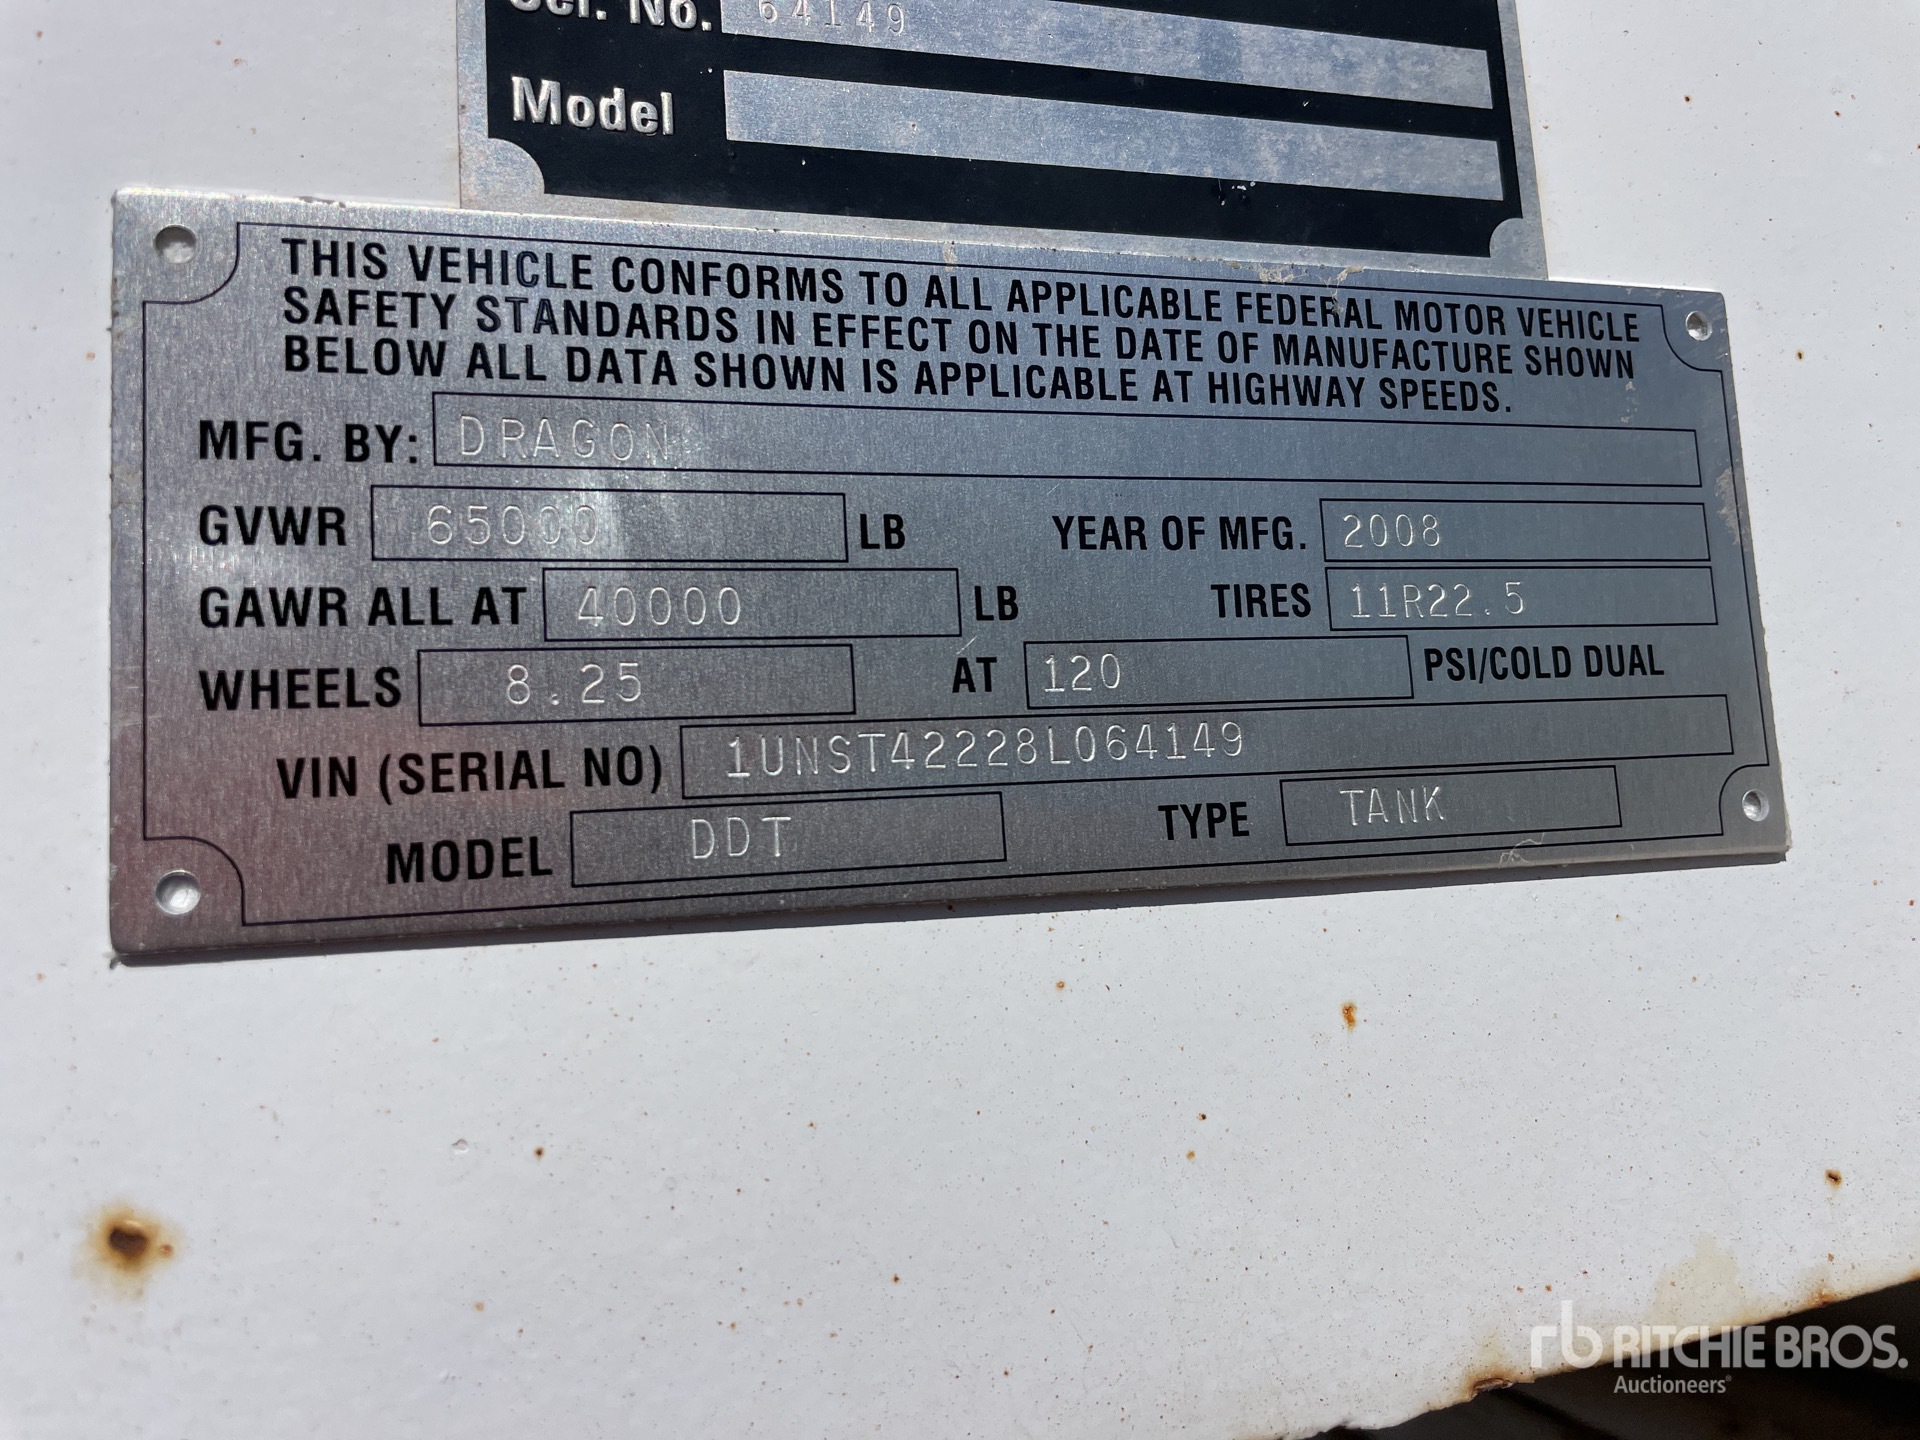 Ser. No. 64149
Model
THIS VEHICLE CONFORMS TO ALL APPLICABLE FEDERAL MOTOR VEHICLE
SAFETY STANDARDS IN EFFECT ON THE DATE OF MANUFACTURE SHOWN
BELOW ALL DATA SHOWN IS APPLICABLE AT HIGHWAY SPEEDS.
MFG. BY: DRAGON
GVWR 65000 LB YEAR OF MFG. 2008
GAWR ALL AT 40000 LB TIRES 11R22.5
WHEELS 8.25 AT 120 PSI/COLD DUAL
VIN (SERIAL NO) 1UNST42228L064149
MODEL DDT TYPE TANK
rb RITCHIE BROS.
Auctioneers®